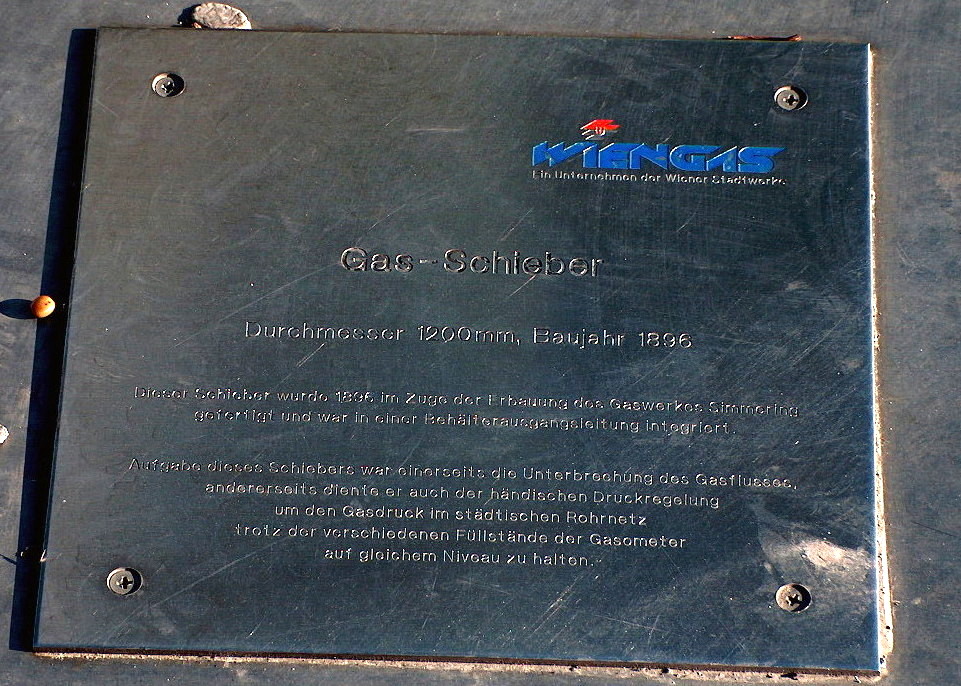 WIENGAS
Ein Unternehmen der Wiener Stadtwerke
Gas-Schieber
Durchmesser 1200mm, Baujahr 1896
Dieser Schieber wurde 1896 im Zuge der Erbauung des Gaswerkes Simmering
gefertigt und war in einer Behälterausgangsleitung integriert.
Aufgabe dieses Schiebers war einerseits die Unterbrechung des Gasflusses,
andererseits diente er auch der händischen Druckregelung
um den Gasdruck im städtischen Rohrnetz
trotz der verschiedenen Füllstände der Gasometer
auf gleichem Niveau zu halten.